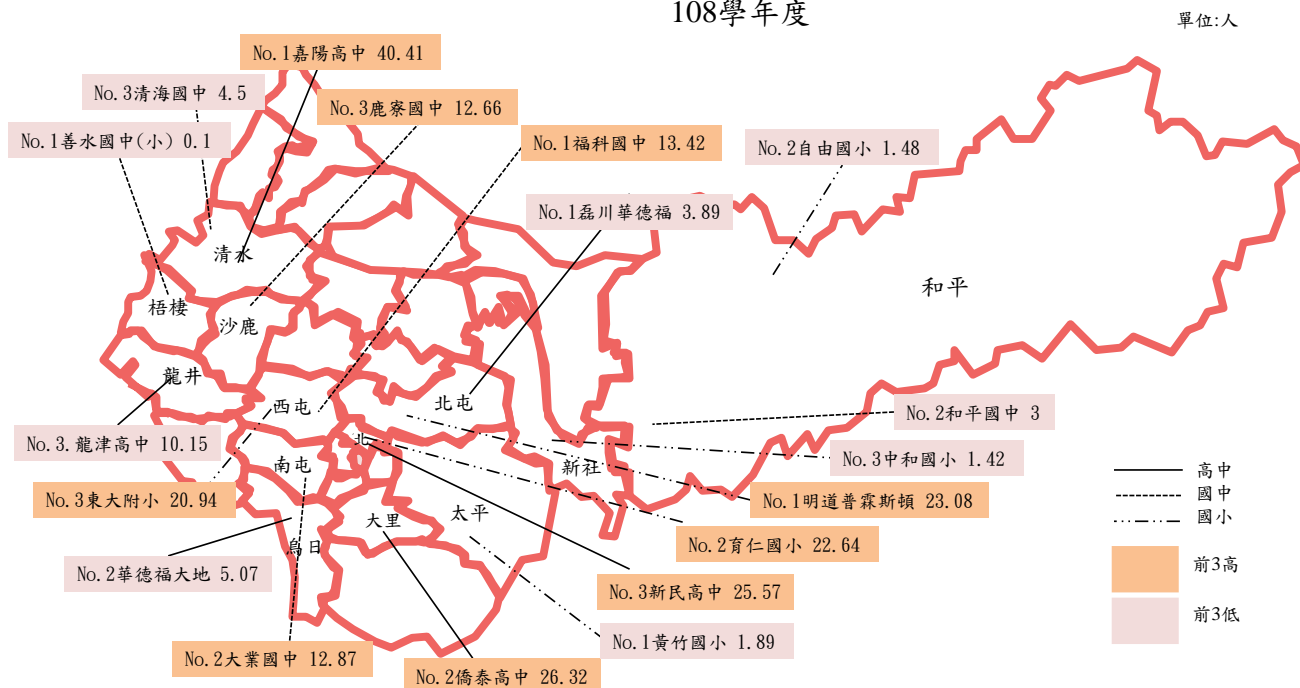 108學年度
單位:人
No.1嘉陽高中 40.41
No.3清海國中 4.5
No.3鹿寮國中 12.66
No.1善水國中(小) 0.1
No.1福科國中 13.42
No.2自由國小 1.48
No.1磊川華德福 3.89
清水
和平
梧棲
沙鹿
龍井
西屯
北屯
No.2和平國中 3
No.3.龍津高中 10.15
北
No.3中和國小 1.42
南屯
新社
高中
國中
國小
No.3東大附小 20.94
No.1明道普霖斯頓 23.08
大里
太平
烏日
No.2育仁國小 22.64
No.2華德福大地 5.07
前3高
No.3新民高中 25.57
前3低
No.1黃竹國小 1.89
No.2大業國中 12.87
No.2僑泰高中 26.32